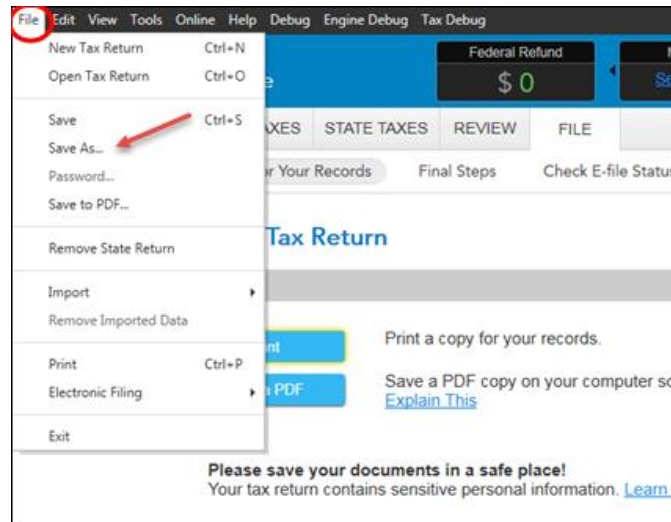 File Edit View Tools Online Help Debug Engine Debug Tax Debug
New Tax Return Ctrl+N
Open Tax Return Ctrl+O
Save Ctrl+S
Save As...
Password...
Save to PDF...
Remove State Return
Import
Remove Imported Data
Print Ctrl+P
Electronic Filing
Exit
Federal Refund
$ 0
STATE TAXES REVIEW FILE
Your Records Final Steps Check E-file Status
Tax Return
Print a copy for your records.
PDF
Save a PDF copy on your computer
Explain This
Please save your documents in a safe place!
Your tax return contains sensitive personal information. Learn